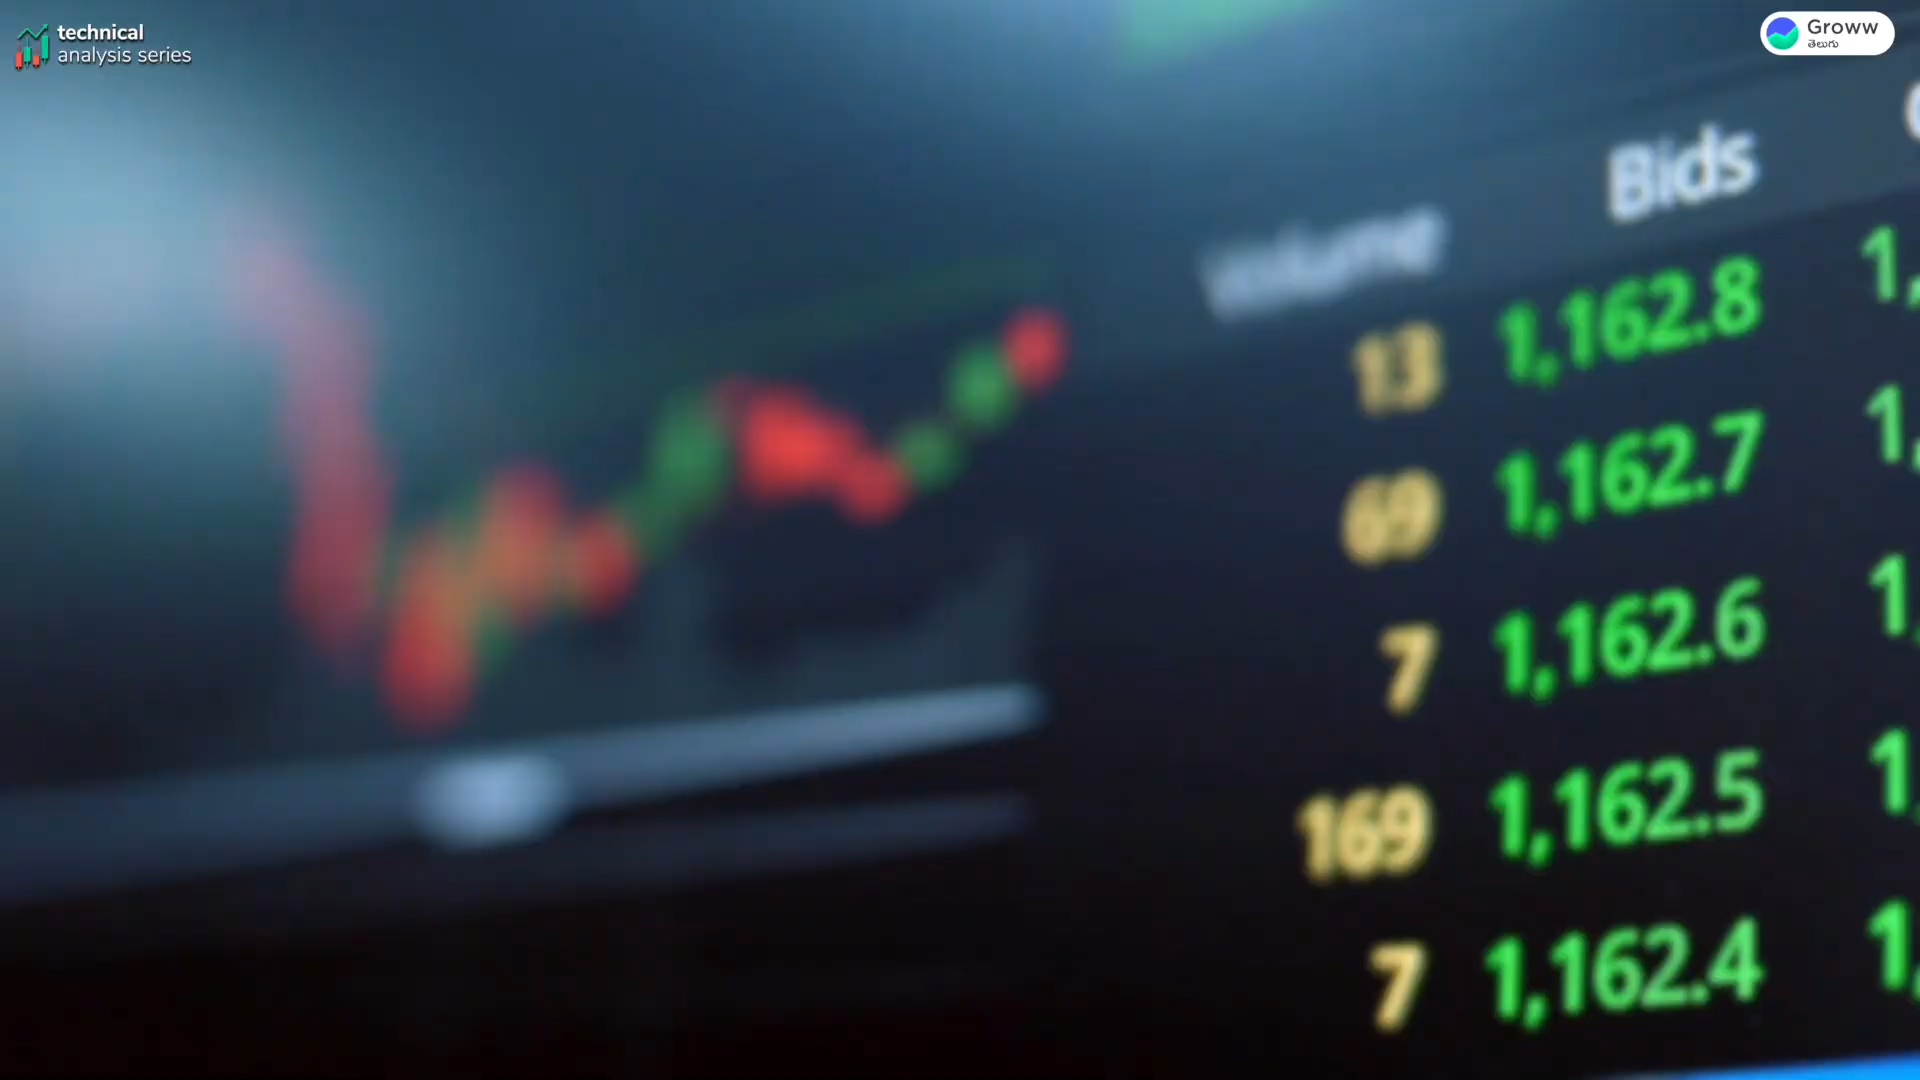 technical
analysis series
Groww
తెలుగు
Volume Bids
13 1,162.8
69 1,162.7
7 1,162.6
169 1,162.5
7 1,162.4